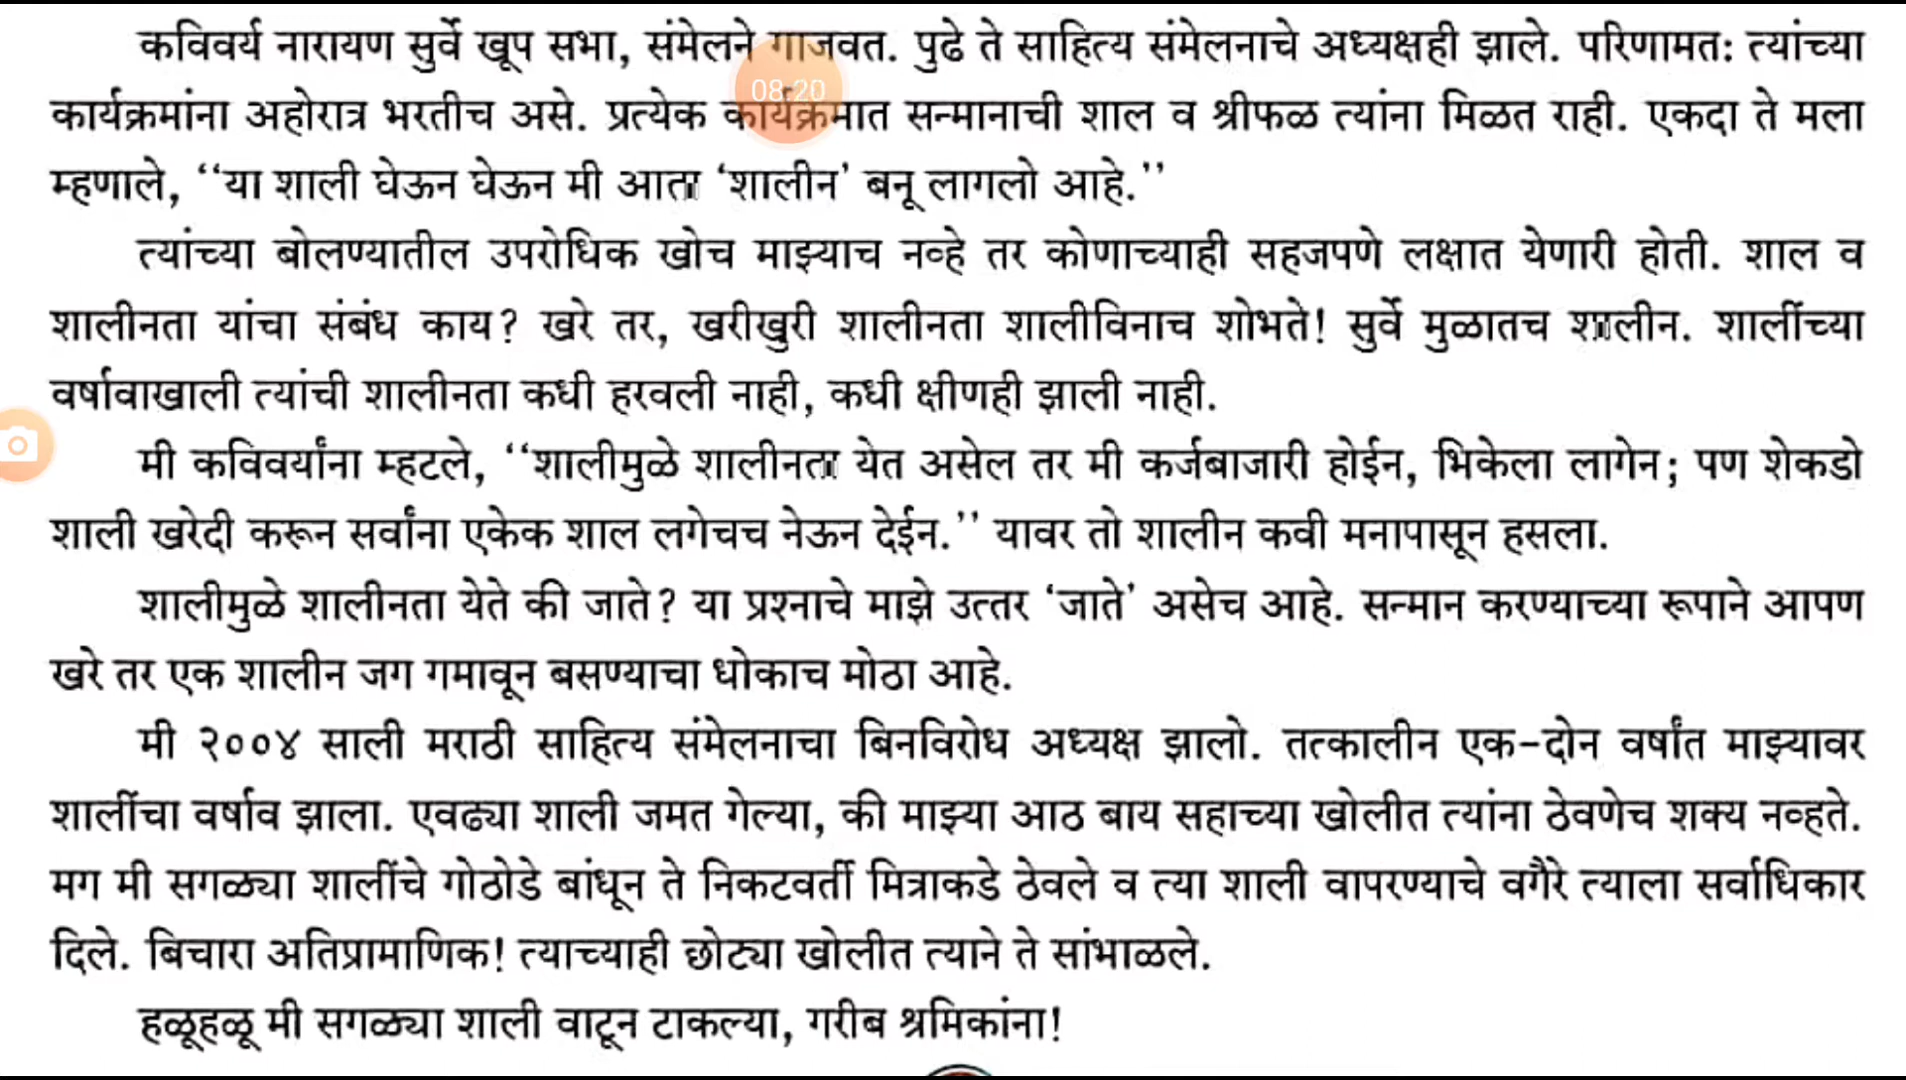 कविवर्य नारायण सुर्वे खूप सभा, संमेलने गाजवत. पुढे ते साहित्य संमेलनाचे अध्यक्षही झाले. परिणामतः त्यांच्या
08:20
कार्यक्रमांना अहोरात्र भरतीच असे. प्रत्येक कार्यक्रमात सन्मानाची शाल व श्रीफळ त्यांना मिळत राही. एकदा ते मला
म्हणाले, ‘‘या शाली घेऊन घेऊन मी आता ‘शालीन’ बनू लागलो आहे.’’
त्यांच्या बोलण्यातील उपरोधिक खोच माझ्याच नव्हे तर कोणाच्याही सहजपणे लक्षात येणारी होती. शाल व
शालीनता यांचा संबंध काय? खरे तर, खरीखुरी शालीनता शालीविनाच शोभते! सुर्वे मुळातच शालीन. शालींच्या
वर्षावाखाली त्यांची शालीनता कधी हरवली नाही, कधी क्षीणही झाली नाही.
मी कविवर्यांना म्हटले, ‘‘शालीमुळे शालीनता येत असेल तर मी कर्जबाजारी होईन, भिकेला लागेन; पण शेकडो
शाली खरेदी करून सर्वांना एकेक शाल लगेचच नेऊन देईन.’’ यावर तो शालीन कवी मनापासून हसला.
शालीमुळे शालीनता येते की जाते? या प्रश्नाचे माझे उत्तर ‘जाते’ असेच आहे. सन्मान करण्याच्या रूपाने आपण
खरे तर एक शालीन जग गमावून बसण्याचा धोकाच मोठा आहे.
मी २००४ साली मराठी साहित्य संमेलनाचा बिनविरोध अध्यक्ष झालो. तत्कालीन एक-दोन वर्षांत माझ्यावर
शालींचा वर्षाव झाला. एवढ्या शाली जमत गेल्या, की माझ्या आठ बाय सहाच्या खोलीत त्यांना ठेवणेच शक्य नव्हते.
मग मी सगळ्या शालींचे गोठोडे बांधून ते निकटवर्ती मित्राकडे ठेवले व त्या शाली वापरण्याचे वगैरे त्याला सर्वाधिकार
दिले. बिचारा अतिप्रामाणिक! त्याच्याही छोट्या खोलीत त्याने ते सांभाळले.
हळूहळू मी सगळ्या शाली वाटून टाकल्या, गरीब श्रमिकांना!